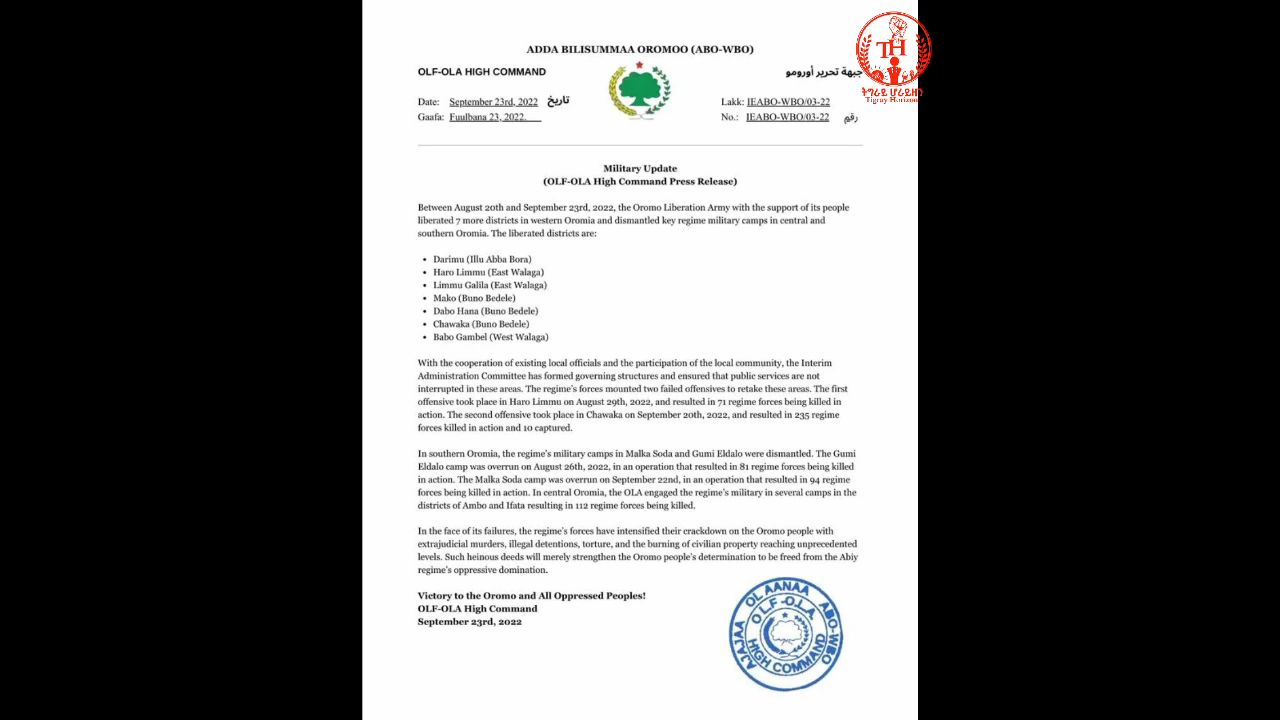 ADDA BILISUMMAA OROMOO (ABO-WBO)
OLF-OLA HIGH COMMAND
جبهة تحرير أورومو
Date: September 23rd, 2022 تاريخ
Gaafa: Fuulbana 23, 2022.
Lakk: IEABO-WBO/03-22
No.: IEABO-WBO/03-22 رقم
TH
ትግራይ ሆራይዘን
Tigray Horizon
Military Update
(OLF-OLA High Command Press Release)
Between August 20th and September 23rd, 2022, the Oromo Liberation Army with the support of its people
liberated 7 more districts in western Oromia and dismantled key regime military camps in central and
southern Oromia. The liberated districts are:
• Darimu (Illu Abba Bora)
• Haro Limmu (East Walaga)
• Limmu Galila (East Walaga)
• Mako (Buno Bedele)
• Dabo Hana (Buno Bedele)
• Chawaka (Buno Bedele)
• Babo Gambel (West Walaga)
With the cooperation of existing local officials and the participation of the local community, the Interim
Administration Committee has formed governing structures and ensured that public services are not
interrupted in these areas. The regime's forces mounted two failed offensives to retake these areas. The first
offensive took place in Haro Limmu on August 29th, 2022, and resulted in 71 regime forces being killed in
action. The second offensive took place in Chawaka on September 20th, 2022, and resulted in 235 regime
forces killed in action and 10 captured.
In southern Oromia, the regime's military camps in Malka Soda and Gumi Eldalo were dismantled. The Gumi
Eldalo camp was overrun on August 26th, 2022, in an operation that resulted in 81 regime forces being killed
in action. The Malka Soda camp was overrun on September 22nd, in an operation that resulted in 94 regime
forces being killed in action. In central Oromia, the OLA engaged the regime's military in several camps in the
districts of Ambo and Ifata resulting in 112 regime forces being killed.
In the face of its failures, the regime's forces have intensified their crackdown on the Oromo people with
extrajudicial murders, illegal detentions, torture, and the burning of civilian property reaching unprecedented
levels. Such heinous deeds will merely strengthen the Oromo people's determination to be freed from the Abiy
regime's oppressive domination.
Victory to the Oromo and All Oppressed Peoples!
OLF-OLA High Command
September 23rd, 2022
AJAJAA OL AANAA ABO-WBO
OLF-OLA
HIGH COMMAND